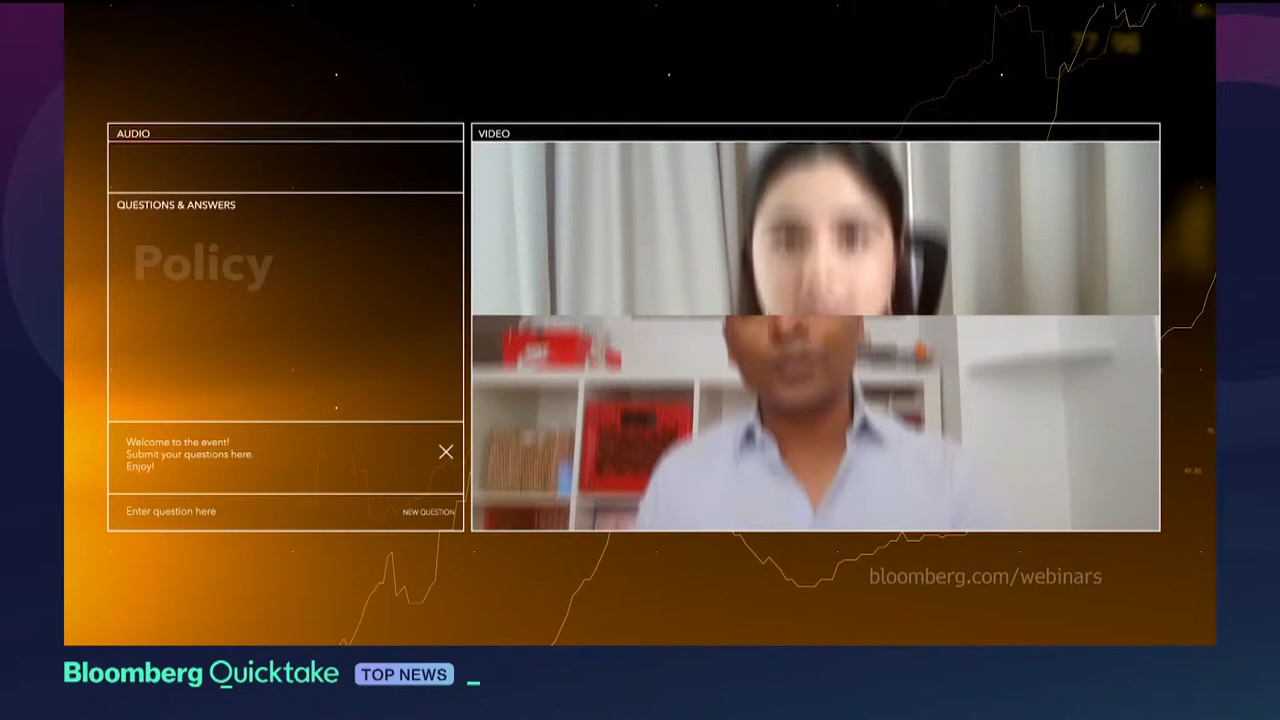 AUDIO
VIDEO
QUESTIONS & ANSWERS
Policy
Welcome to the event!
Submit your questions here.
Enjoy!
Enter question here
NEW QUESTION
bloomberg.com/webinars
Bloomberg Quicktake TOP NEWS